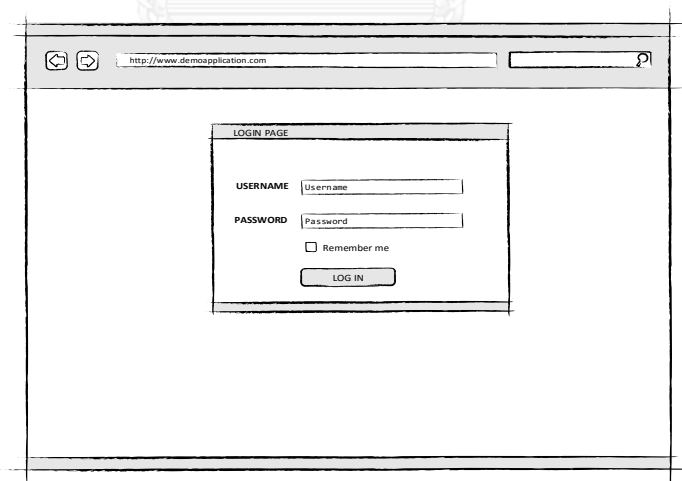 http://www.demoapplication.com
LOGIN PAGE
USERNAME Username
PASSWORD Password
Remember me
LOG IN